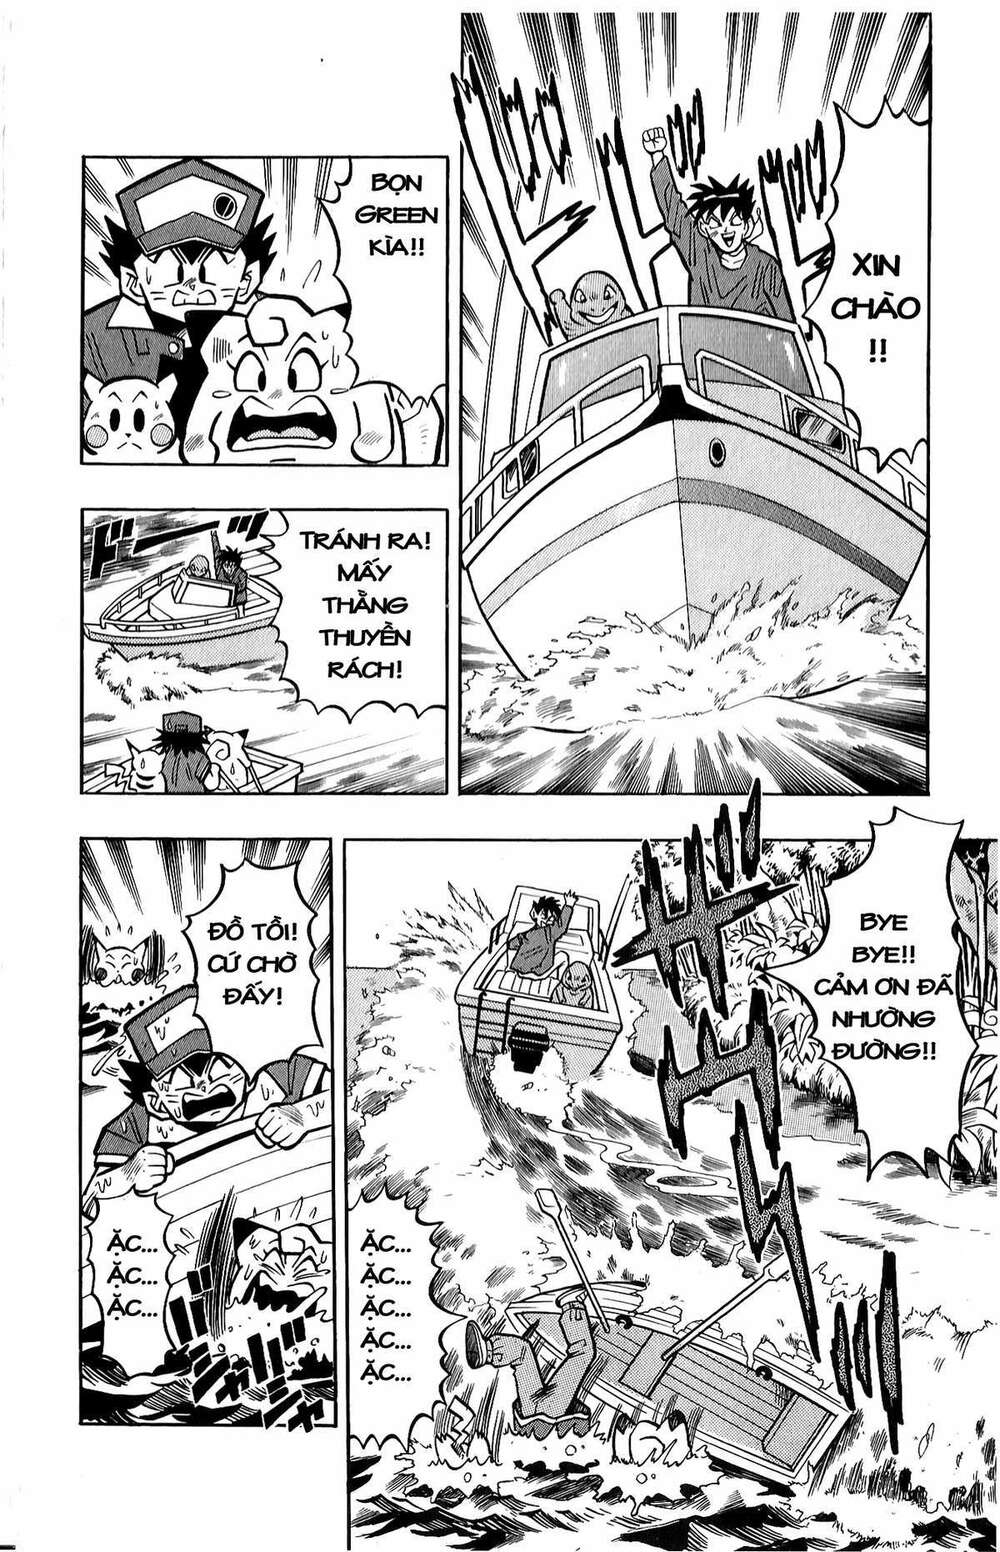 XIN
CHÀO
!!
BỌN
GREEN
KÌA!!
TRÁNH RA!
MẤY
THẰNG
THUYỀN
RÁCH!
BYE
BYE!!
CẢM ƠN ĐÃ
NHƯỜNG
ĐƯỜNG!!
ẶC...
ẶC...
ẶC...
ẶC...
ẶC...
ĐỒ TỒI!
CỨ CHỜ
ĐẤY!
ẶC...
ẶC...
ẶC...